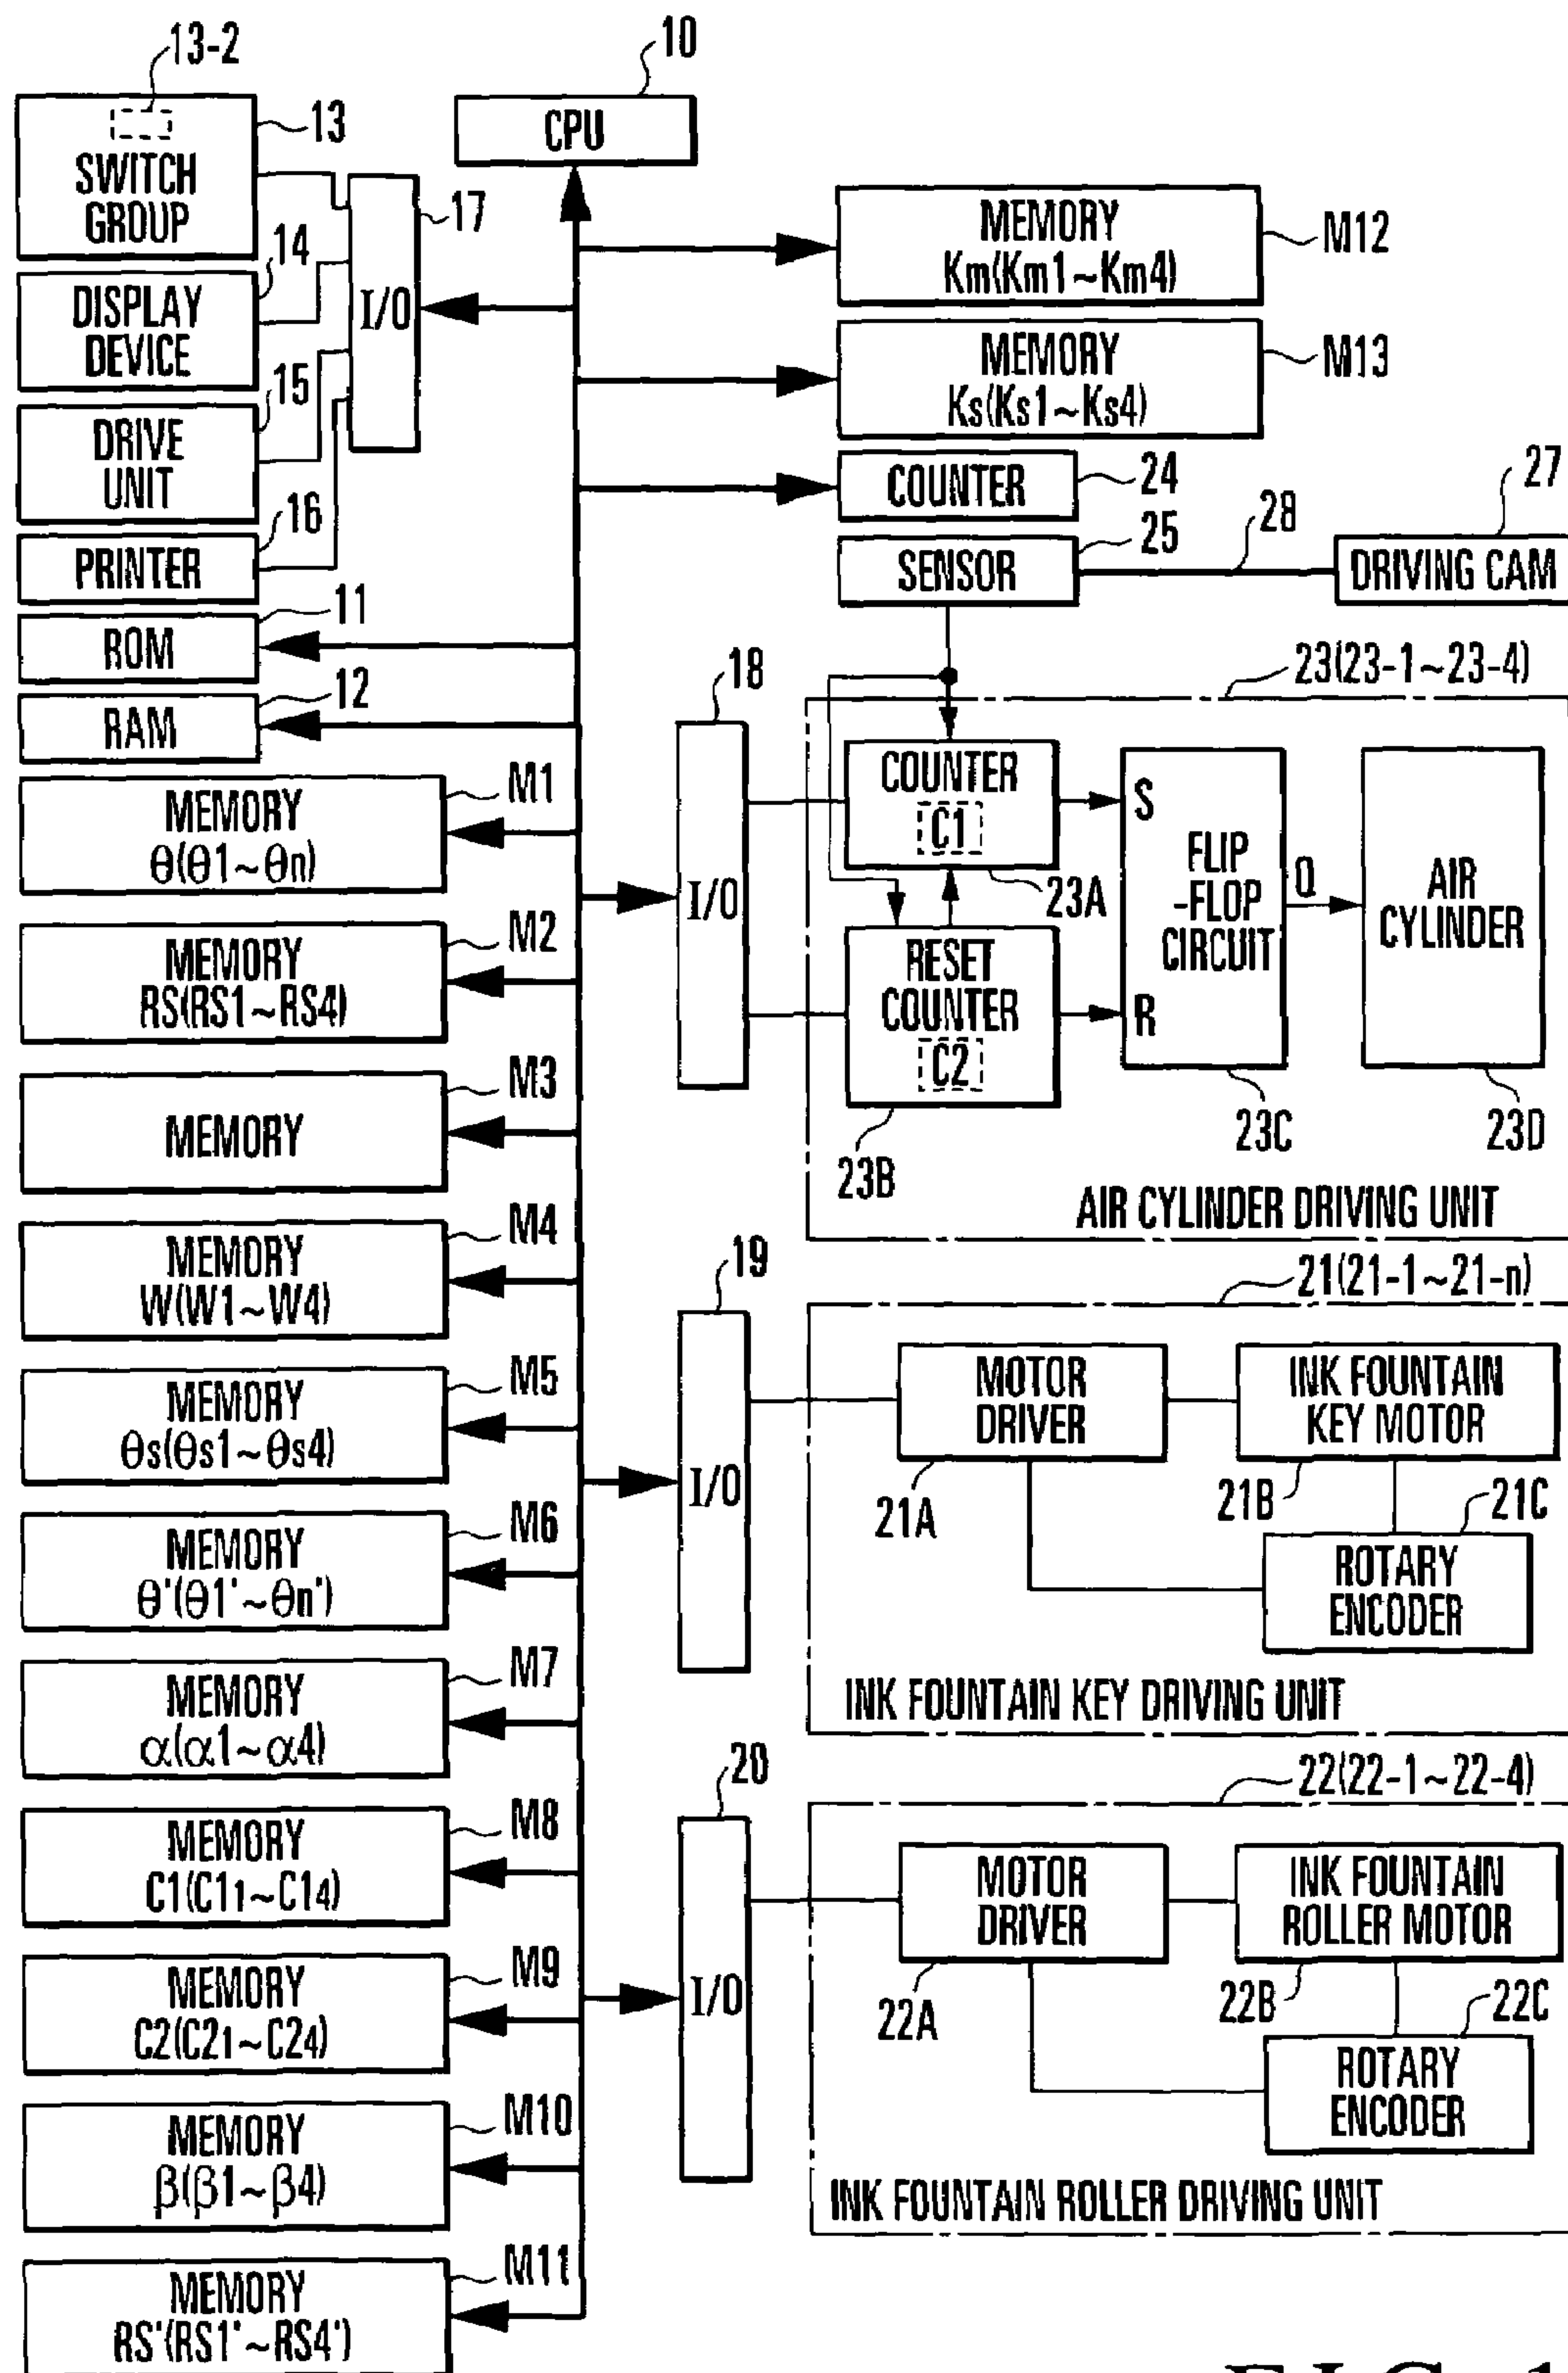 13-2
10
13
CPU
SWITCH
GROUP
17
14
DISPLAY
DEVICE
I/O
15
DRIVE
UNIT
16
PRINTER
11
ROM
12
RAM
MEMORY
Km(Km1~Km4)
M12
MEMORY
Ks(Ks1~Ks4)
M13
COUNTER
24
SENSOR
25
28
27
DRIVING CAM
M1
MEMORY
θ(θ1~θn)
M2
MEMORY
RS(RS1~RS4)
M3
MEMORY
M4
MEMORY
W(W1~W4)
M5
MEMORY
θs(θs1~θs4)
M6
MEMORY
θ'(θ1'~θn')
M7
MEMORY
α(α1~α4)
M8
MEMORY
C1(C11~C14)
M9
MEMORY
C2(C21~C24)
M10
MEMORY
β(β1~β4)
M11
MEMORY
RS'(RS1'~RS4')
18
I/O
23(23-1~23-4)
COUNTER
C1
23A
RESET
COUNTER
C2
23B
S
R
FLIP
-FLOP
CIRCUIT
Q
23C
AIR
CYLINDER
23D
AIR CYLINDER DRIVING UNIT
19
I/O
21(21-1~21-n)
MOTOR
DRIVER
21A
INK FOUNTAIN
KEY MOTOR
21B
21C
ROTARY
ENCODER
INK FOUNTAIN KEY DRIVING UNIT
20
I/O
22(22-1~22-4)
MOTOR
DRIVER
22A
INK FOUNTAIN
ROLLER MOTOR
22B
22C
ROTARY
ENCODER
INK FOUNTAIN ROLLER DRIVING UNIT